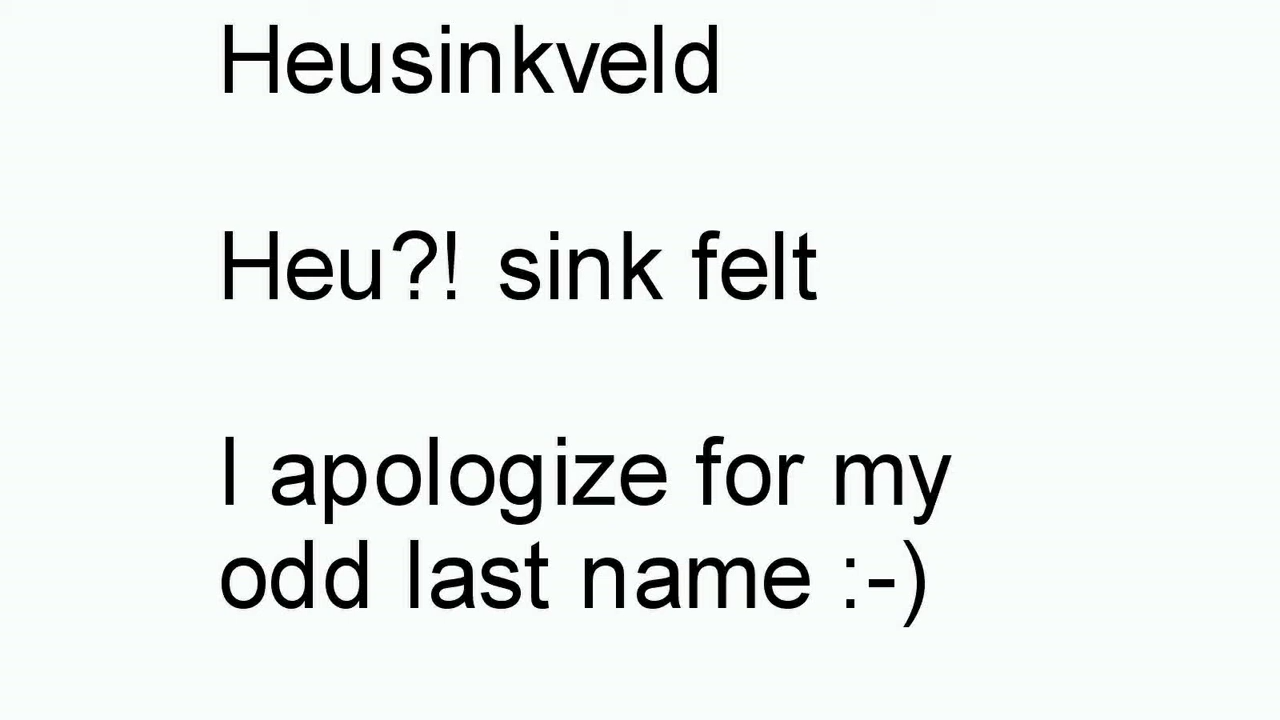 Heusinkveld
Heu?! sink felt
I apologize for my
odd last name :-)